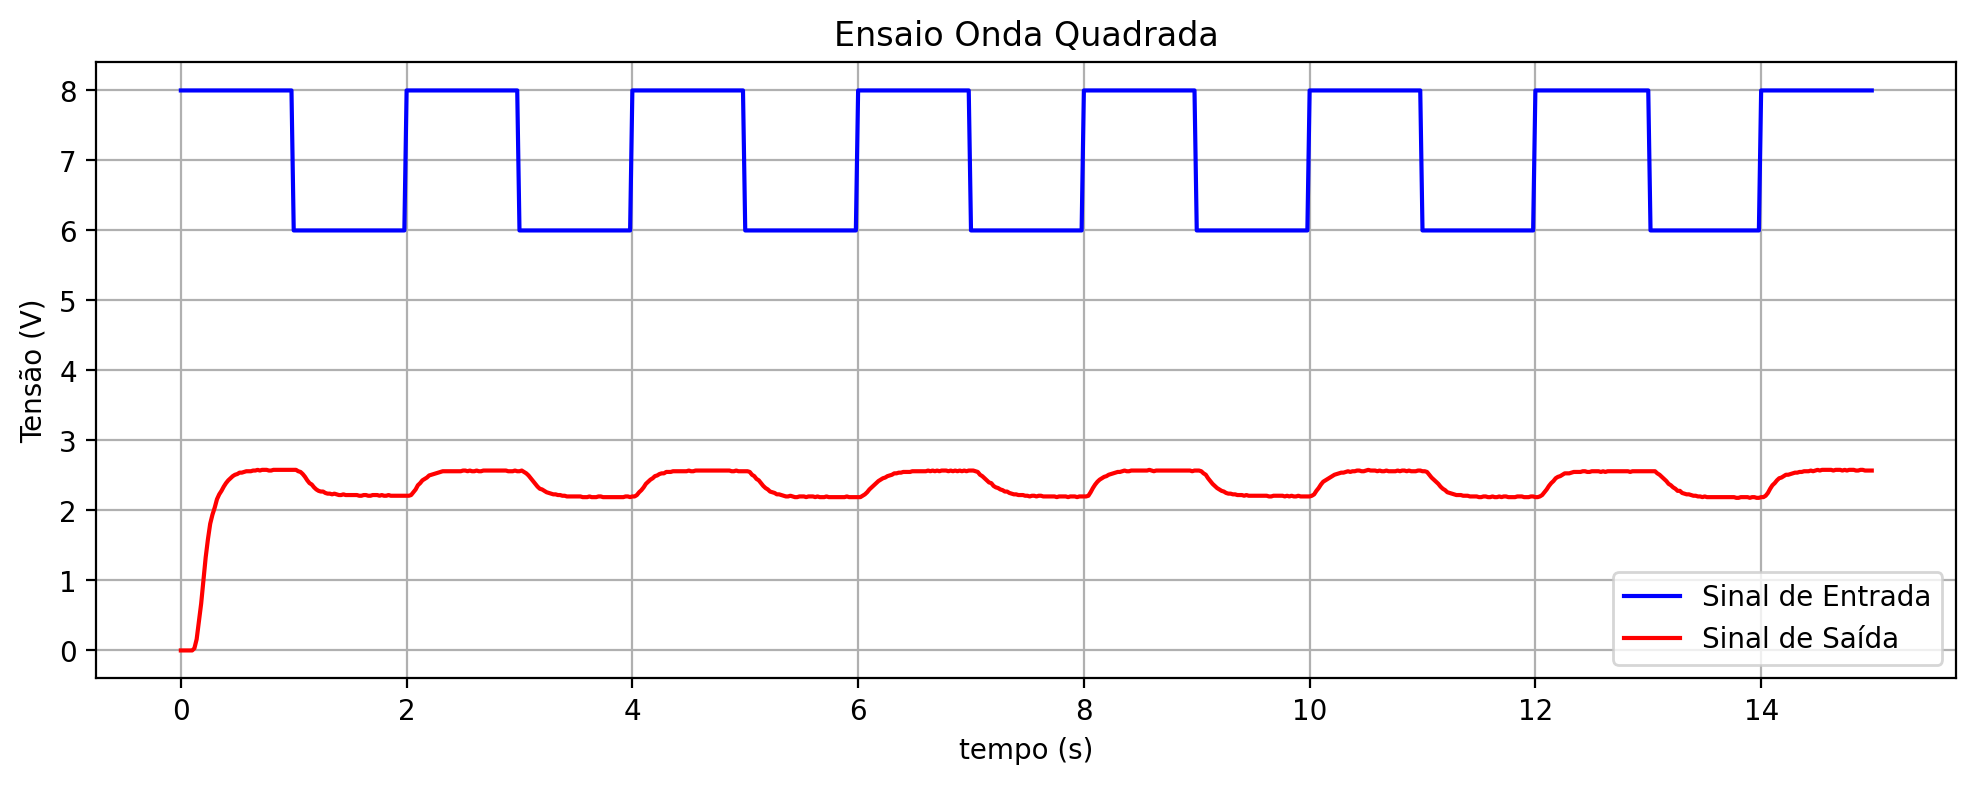 Ensaio Onda Quadrada
8
7
6
5
4
3
2
1
0
Tensão (V)
Sinal de Entrada
Sinal de Saída
0 2 4 6 8 10 12 14
tempo (s)